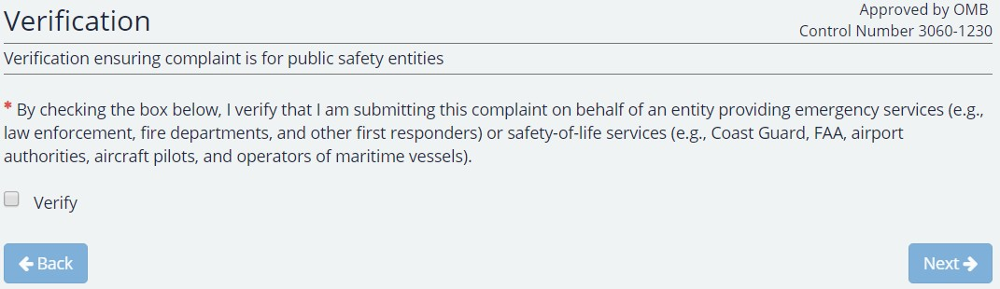 Verification
Approved by OMB
Control Number 3060-1230
Verification ensuring complaint is for public safety entities
* By checking the box below, I verify that I am submitting this complaint on behalf of an entity providing emergency services (e.g.,
law enforcement, fire departments, and other first responders) or safety-of-life services (e.g., Coast Guard, FAA, airport
authorities, aircraft pilots, and operators of maritime vessels).
Verify
Back
Next